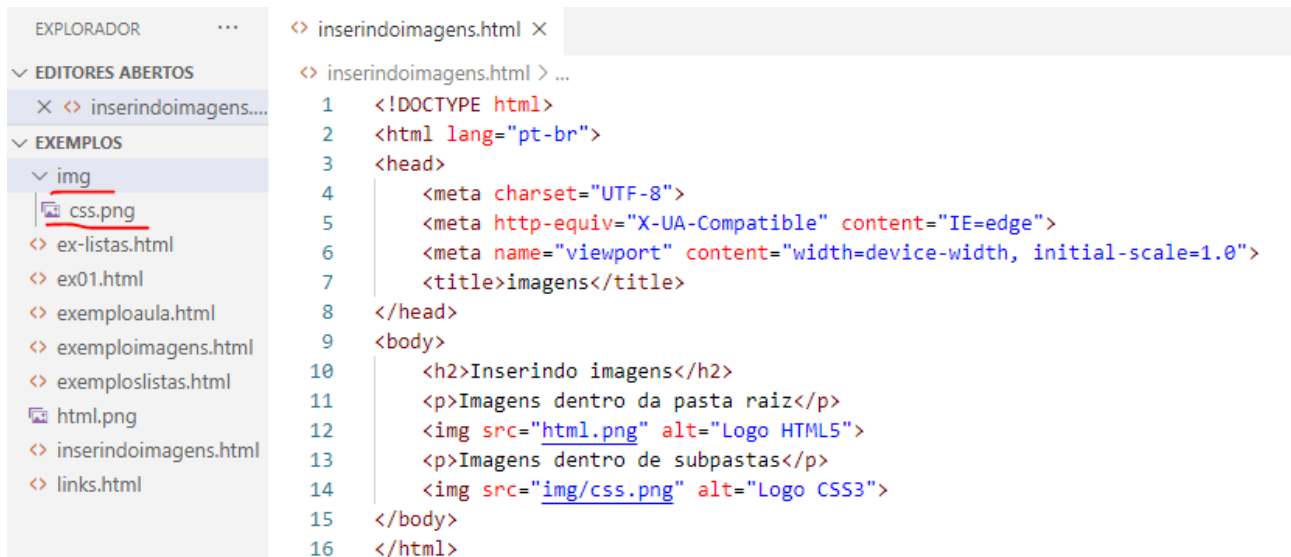 EXPLORADOR ...
EDITORES ABERTOS
inserindoimagens....
EXEMPLOS
img
css.png
ex-listas.html
ex01.html
exemploaula.html
exemploimagens.html
exemploslistas.html
html.png
inserindoimagens.html
links.html
inserindoimagens.html
inserindoimagens.html > ...
1 <!DOCTYPE html>
2 <html lang="pt-br">
3 <head>
4 <meta charset="UTF-8">
5 <meta http-equiv="X-UA-Compatible" content="IE=edge">
6 <meta name="viewport" content="width=device-width, initial-scale=1.0">
7 <title>imagens</title>
8 </head>
9 <body>
10 <h2>Inserindo imagens</h2>
11 <p>Imagens dentro da pasta raiz</p>
12 <img src="html.png" alt="Logo HTML5">
13 <p>Imagens dentro de subpastas</p>
14 <img src="img/css.png" alt="Logo CSS3">
15 </body>
16 </html>